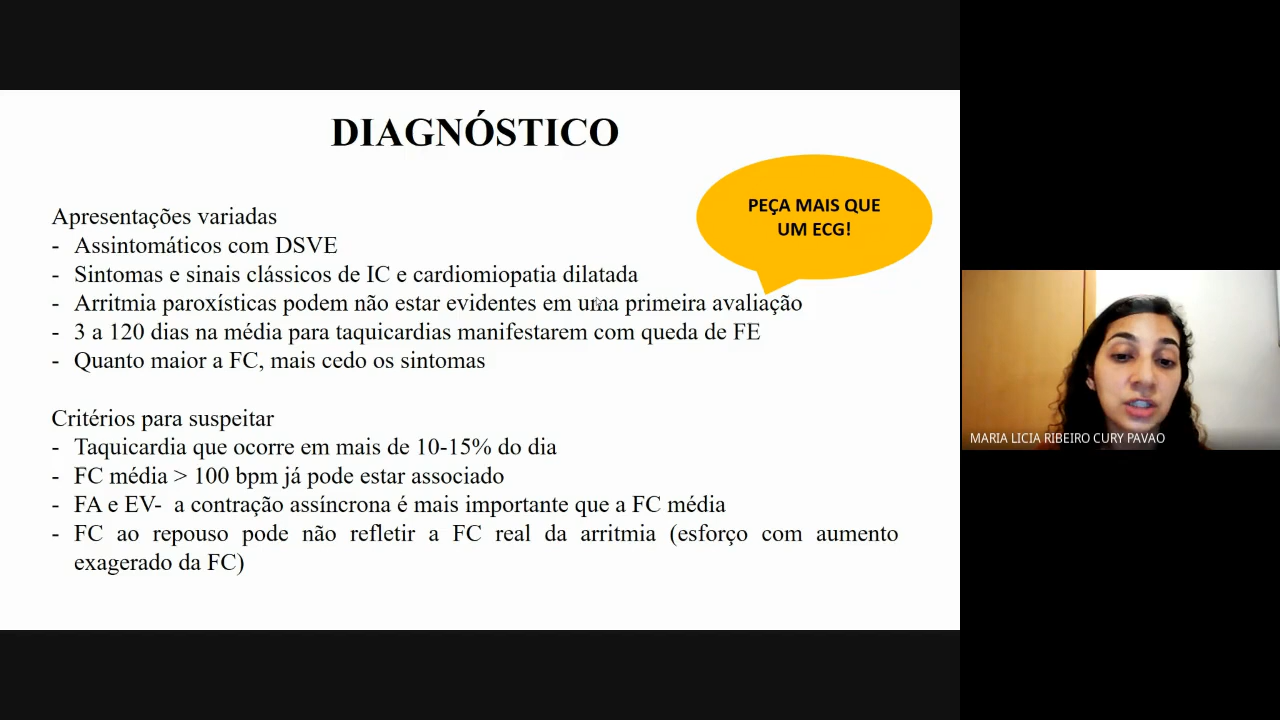 DIAGNÓSTICO
PEÇA MAIS QUE
UM ECG!
Apresentações variadas
- Assintomáticos com DSVE
- Sintomas e sinais clássicos de IC e cardiomiopatia dilatada
- Arritmia paroxísticas podem não estar evidentes em uma primeira avaliação
- 3 a 120 dias na média para taquicardias manifestarem com queda de FE
- Quanto maior a FC, mais cedo os sintomas
Critérios para suspeitar
- Taquicardia que ocorre em mais de 10-15% do dia
- FC média > 100 bpm já pode estar associado
- FA e EV- a contração assíncrona é mais importante que a FC média
- FC ao repouso pode não refletir a FC real da arritmia (esforço com aumento
exagerado da FC)
MARIA LICIA RIBEIRO CURY PAVAO